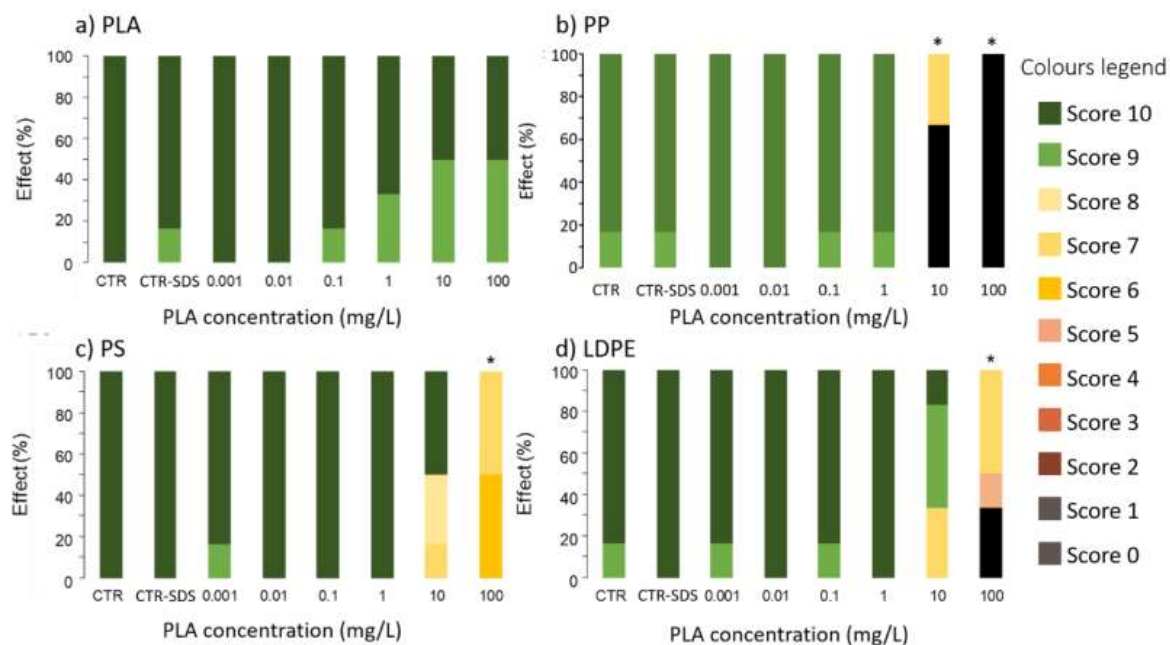 a) PLA
100
80
60
40
20
0
Effect (%)
CTR CTR-SDS 0.001 0.01 0.1 1 10 100
PLA concentration (mg/L)
b) PP
* *
100
80
60
40
20
0
Effect (%)
CTR CTR-SDS 0.001 0.01 0.1 1 10 100
PLA concentration (mg/L)
c) PS
*
100
80
60
40
20
0
Effect (%)
CTR CTR-SDS 0.001 0.01 0.1 1 10 100
PLA concentration (mg/L)
d) LDPE
*
100
80
60
40
20
0
Effect (%)
CTR CTR-SDS 0.001 0.01 0.1 1 10 100
PLA concentration (mg/L)
Colours legend
Score 10
Score 9
Score 8
Score 7
Score 6
Score 5
Score 4
Score 3
Score 2
Score 1
Score 0